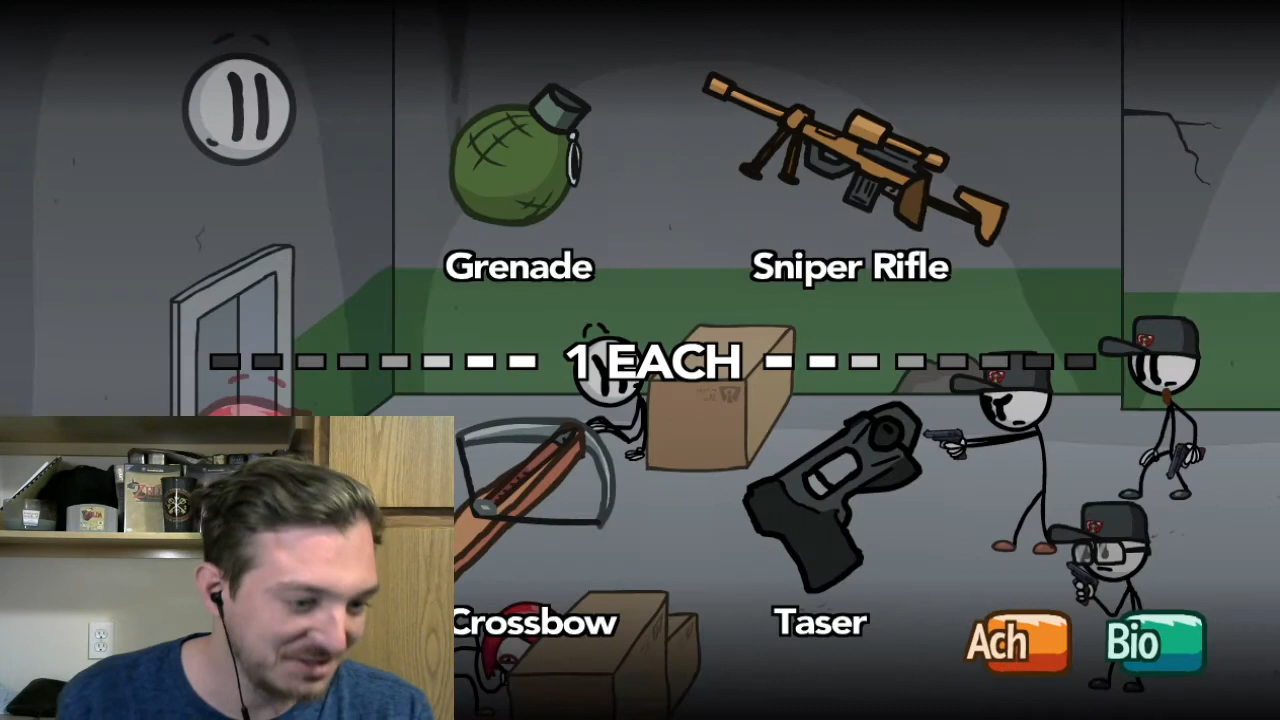 Grenade
Sniper Rifle
1 EACH
Crossbow
Taser
Ach
Bio